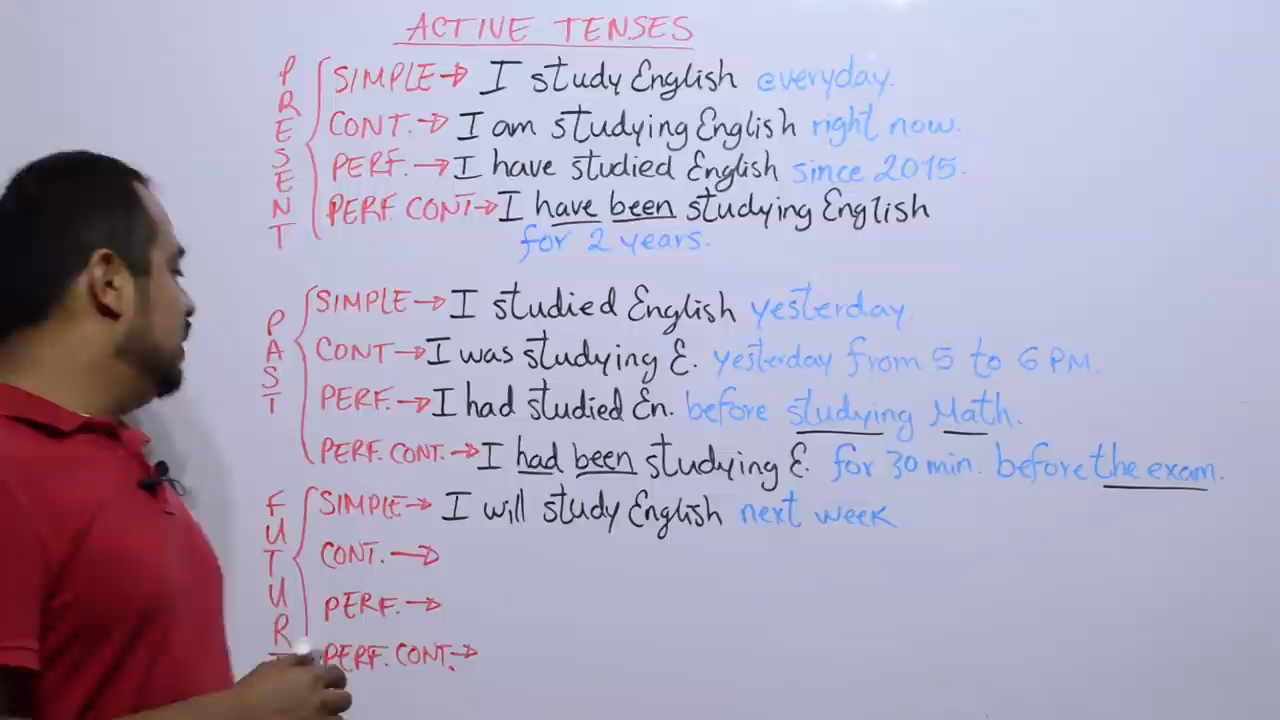 ACTIVE TENSES
PRESENT
SIMPLE → I study English everyday.
CONT. → I am studying English right now.
PERF. → I have studied English since 2015.
PERF. CONT → I have been studying English
for 2 years.
PAST
SIMPLE → I studied English yesterday.
CONT → I was studying E. yesterday from 5 to 6 PM.
PERF. → I had studied En. before studying Math.
PERF. CONT. → I had been studying E. for 30 min. before the exam.
FUTURE
SIMPLE → I will study English next week
CONT. →
PERF. →
PERF. CONT. →